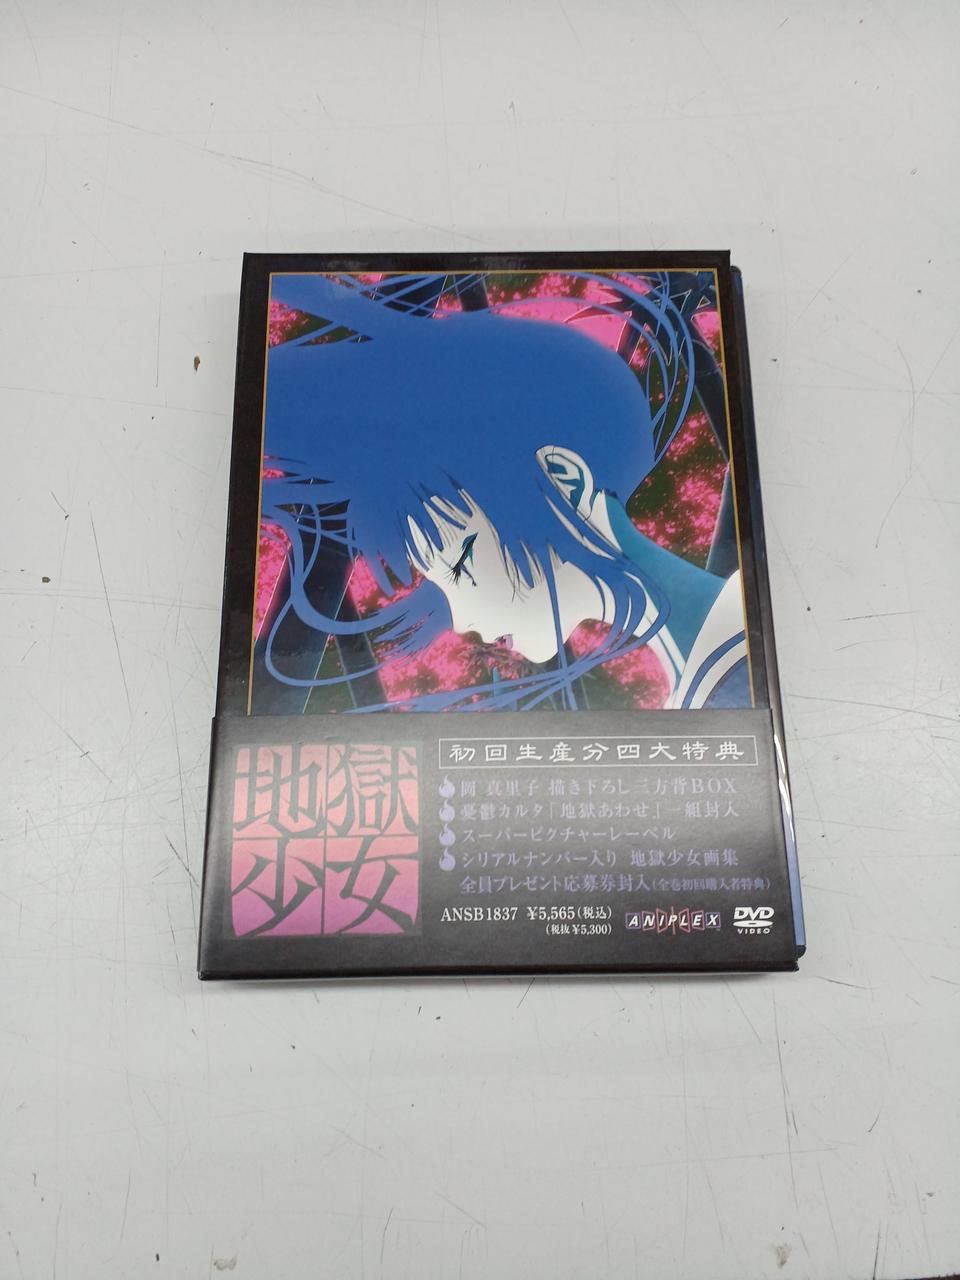 地獄
少女
初回生産分四大特典
岡 真里子 描き下ろし三方背BOX
憂鬱カルタ「地獄あわせ」一組封入
スーパーピクチャーレーベル
シリアルナンバー入り 地獄少女画集
全員プレゼント応募券封入(全巻初回購入者特典)
ANSB1837 ¥5,565(税込)
(税抜 ¥5,300)
ANIPLEX
DVD
VIDEO